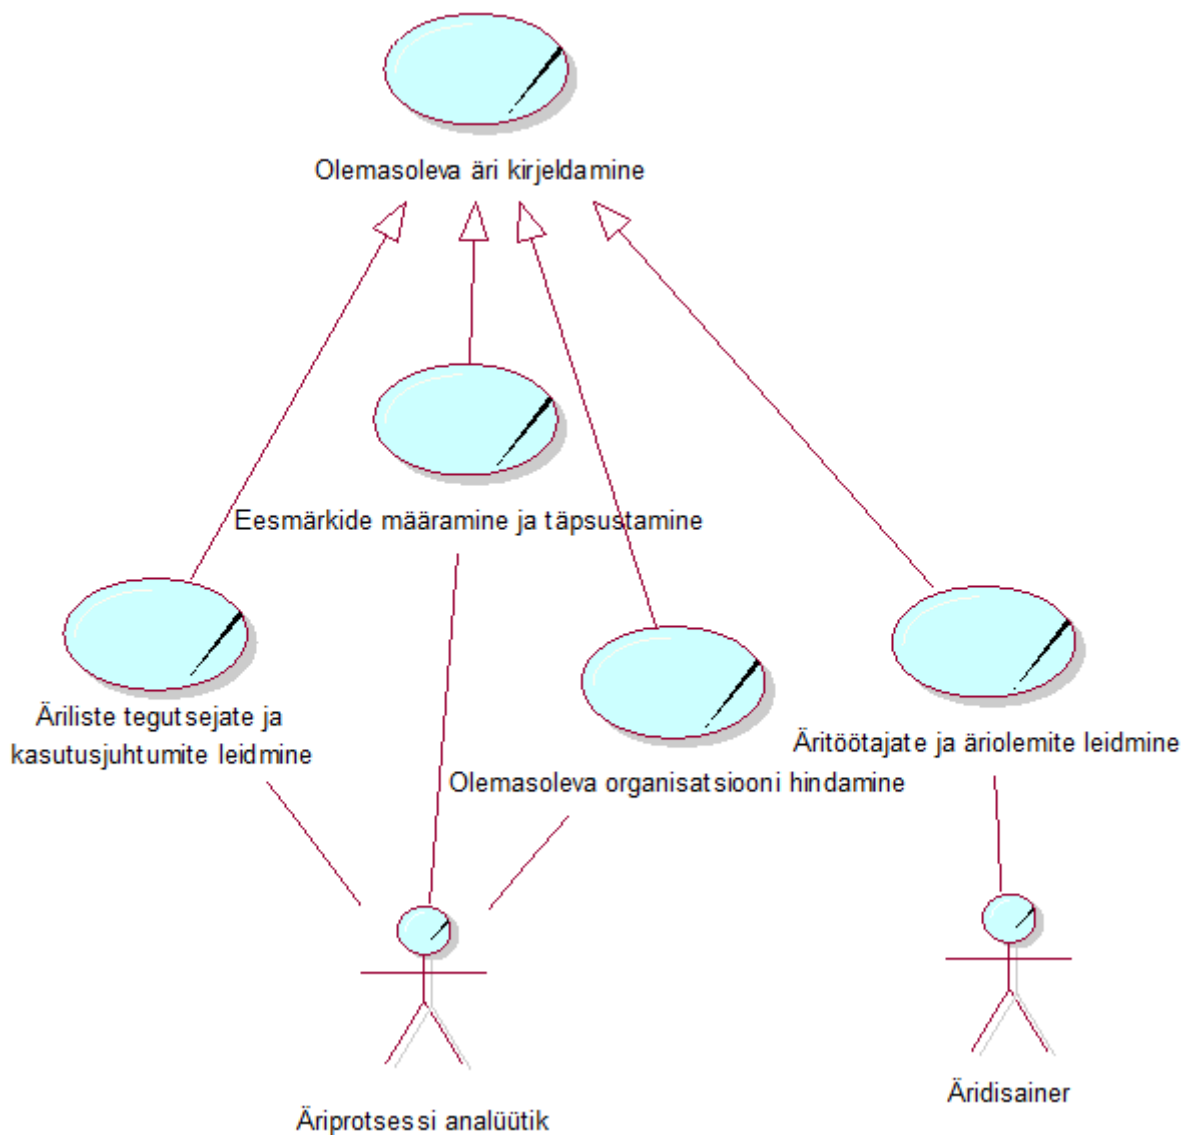 Olemasoleva äri kirjeldamine
Eesmärkide määramine ja täpsustamine
Äriliste tegutsejate ja
kasutusjuhtumite leidmine
Olemasoleva organisatsiooni hindamine
Äritöötajate ja äriolemite leidmine
Äriprotsessi analüütik
Äridisainer